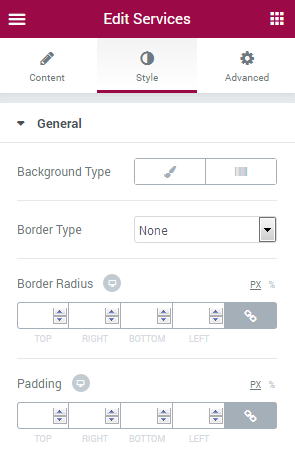 Edit Services
Content Style Advanced
General
Background Type
Border Type None
Border Radius PX %
TOP RIGHT BOTTOM LEFT
Padding PX %
TOP RIGHT BOTTOM LEFT